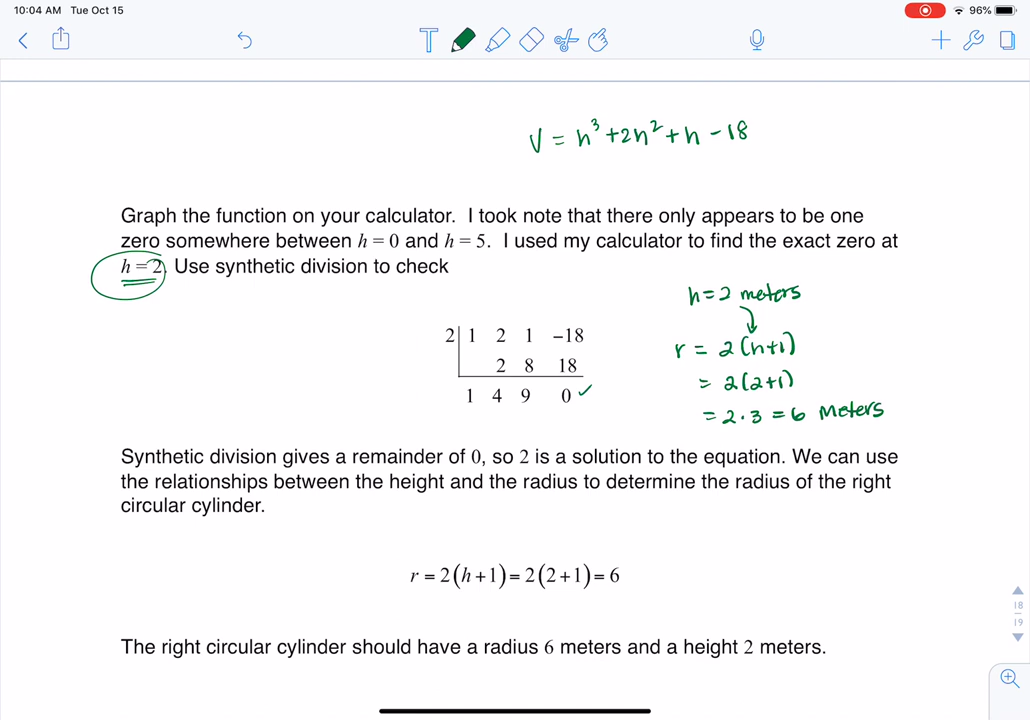 10:04 AM Tue Oct 15
96%
T
V = h³ + 2h² + h - 18
Graph the function on your calculator. I took note that there only appears to be one
zero somewhere between h = 0 and h = 5. I used my calculator to find the exact zero at
h = 2. Use synthetic division to check
h = 2 meters
2 | 1 2 1 −18
r = 2(h+1)
2 8 18
= 2(2+1)
1 4 9 0 ✓
= 2 · 3 = 6 meters
Synthetic division gives a remainder of 0, so 2 is a solution to the equation. We can use
the relationships between the height and the radius to determine the radius of the right
circular cylinder.
r = 2(h+1) = 2(2+1) = 6
18
19
The right circular cylinder should have a radius 6 meters and a height 2 meters.